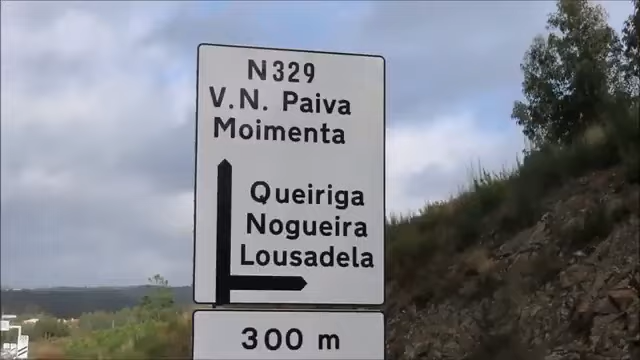 N329
V.N. Paiva
Moimenta
Queiriga
Nogueira
Lousadela
300 m